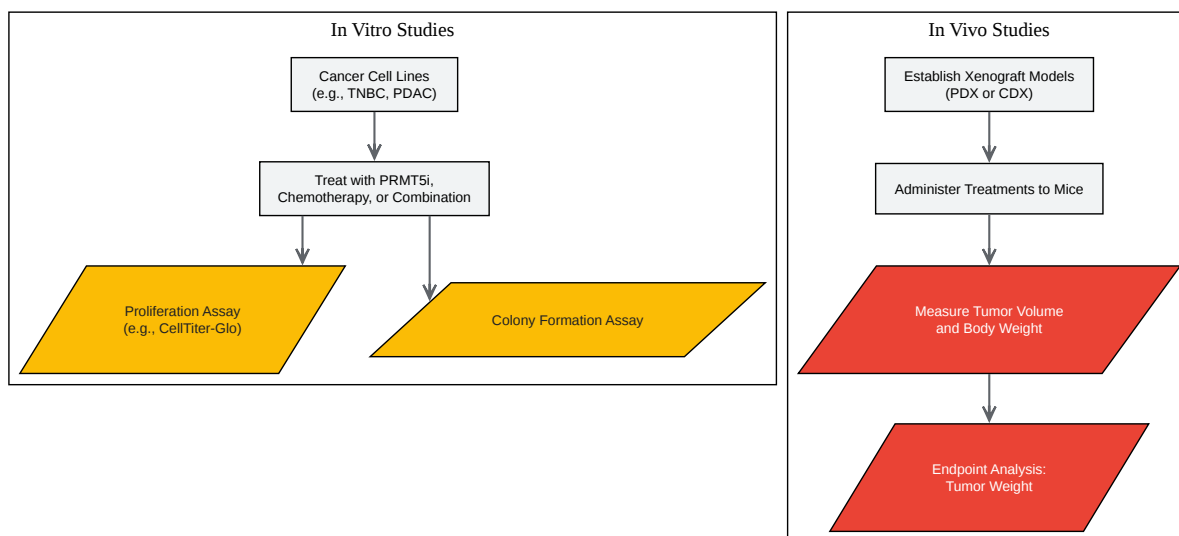 In Vitro Studies
Cancer Cell Lines
(e.g., TNBC, PDAC)
Treat with PRMT5i,
Chemotherapy, or Combination
Proliferation Assay
(e.g., CellTiter-Glo)
Colony Formation Assay
In Vivo Studies
Establish Xenograft Models
(PDX or CDX)
Administer Treatments to Mice
Measure Tumor Volume
and Body Weight
Endpoint Analysis:
Tumor Weight